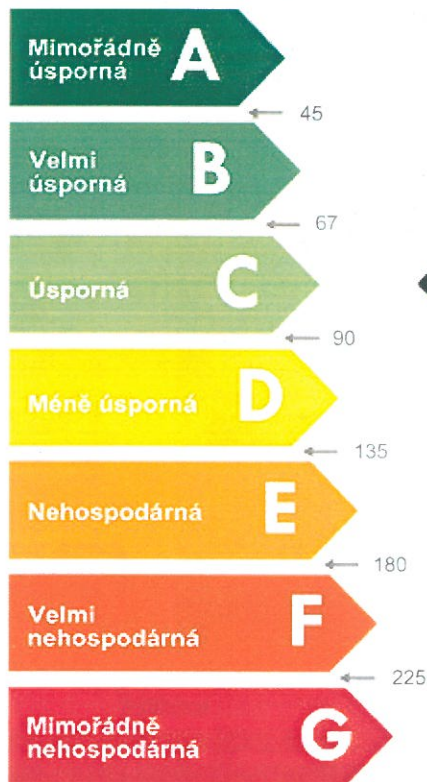 Mimořádně
úsporná
A
45
Velmi
úsporná
B
67
Úsporná
C
90
Méně úsporná
D
135
Nehospodárná
E
180
Velmi
nehospodárná
F
225
Mimořádně
nehospodárná
G